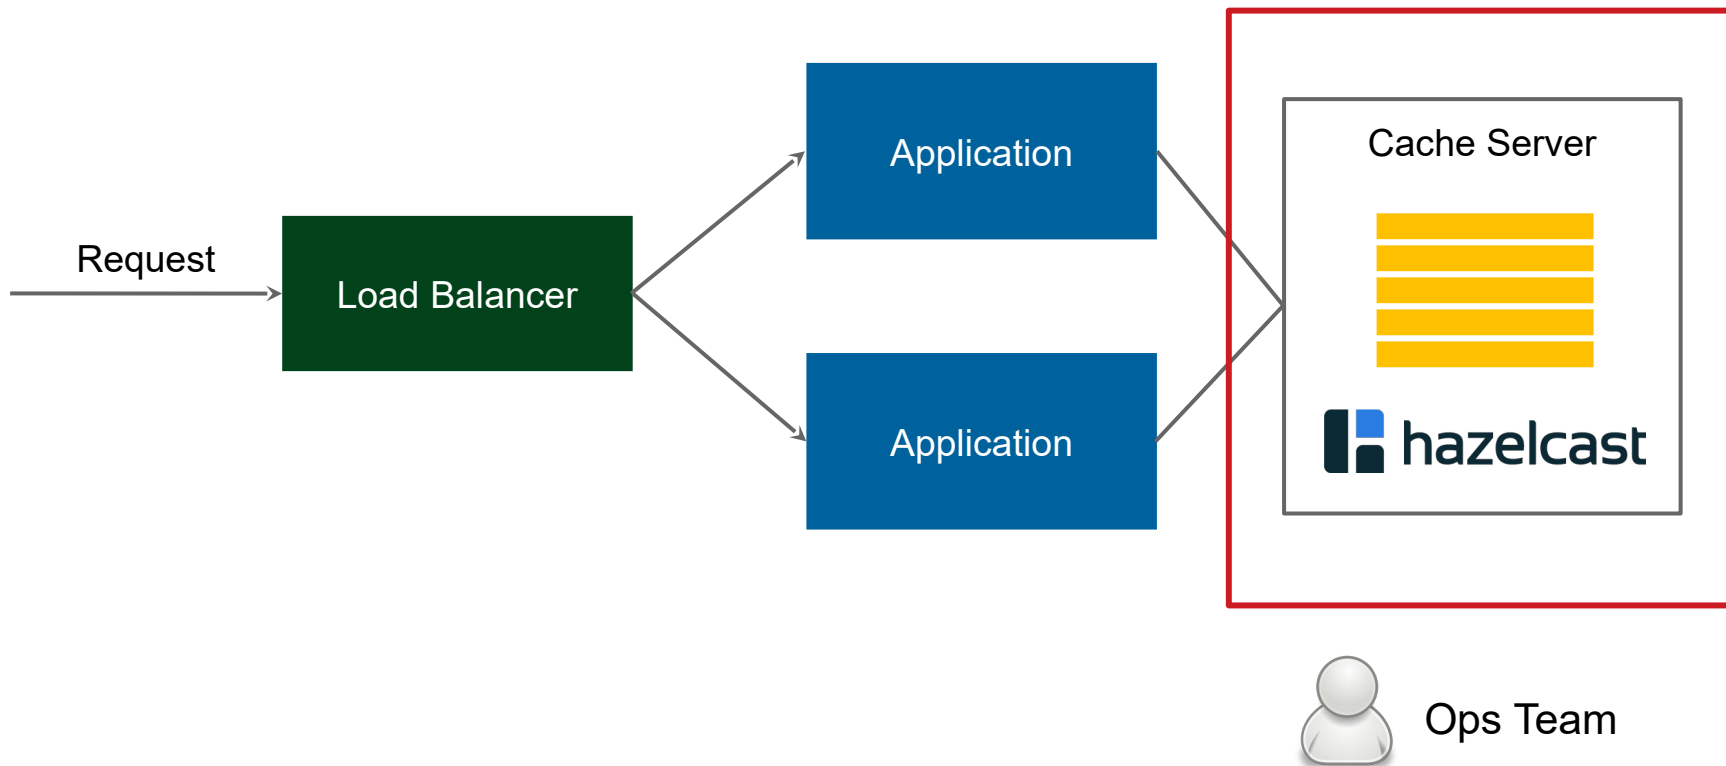 Request
Load Balancer
Application
Application
Cache Server
hazelcast
Ops Team